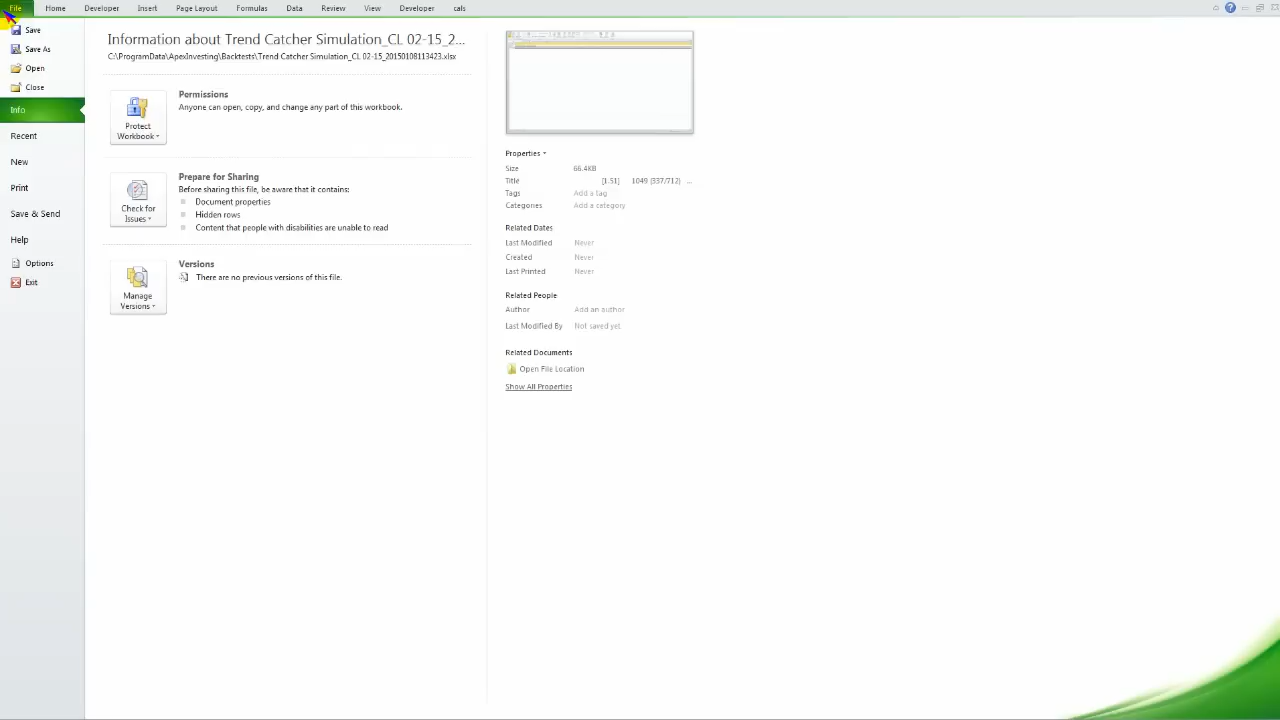 File Home Developer Insert Page Layout Formulas Data Review View Developer cals
Save
Save As
Open
Close
Info
Recent
New
Print
Save & Send
Help
Options
Exit
Information about Trend Catcher Simulation_CL 02-15_2...
C:\ProgramData\ApexInvesting\Backtests\Trend Catcher Simulation_CL 02-15_20150108113423.xlsx
Protect
Workbook
Permissions
Anyone can open, copy, and change any part of this workbook.
Check for
Issues
Prepare for Sharing
Before sharing this file, be aware that it contains:
Document properties
Hidden rows
Content that people with disabilities are unable to read
Manage
Versions
Versions
There are no previous versions of this file.
Properties
Size 66.4KB
Title [1.51] 1049 (337/712) ...
Tags Add a tag
Categories Add a category
Related Dates
Last Modified Never
Created Never
Last Printed Never
Related People
Author Add an author
Last Modified By Not saved yet
Related Documents
Open File Location
Show All Properties